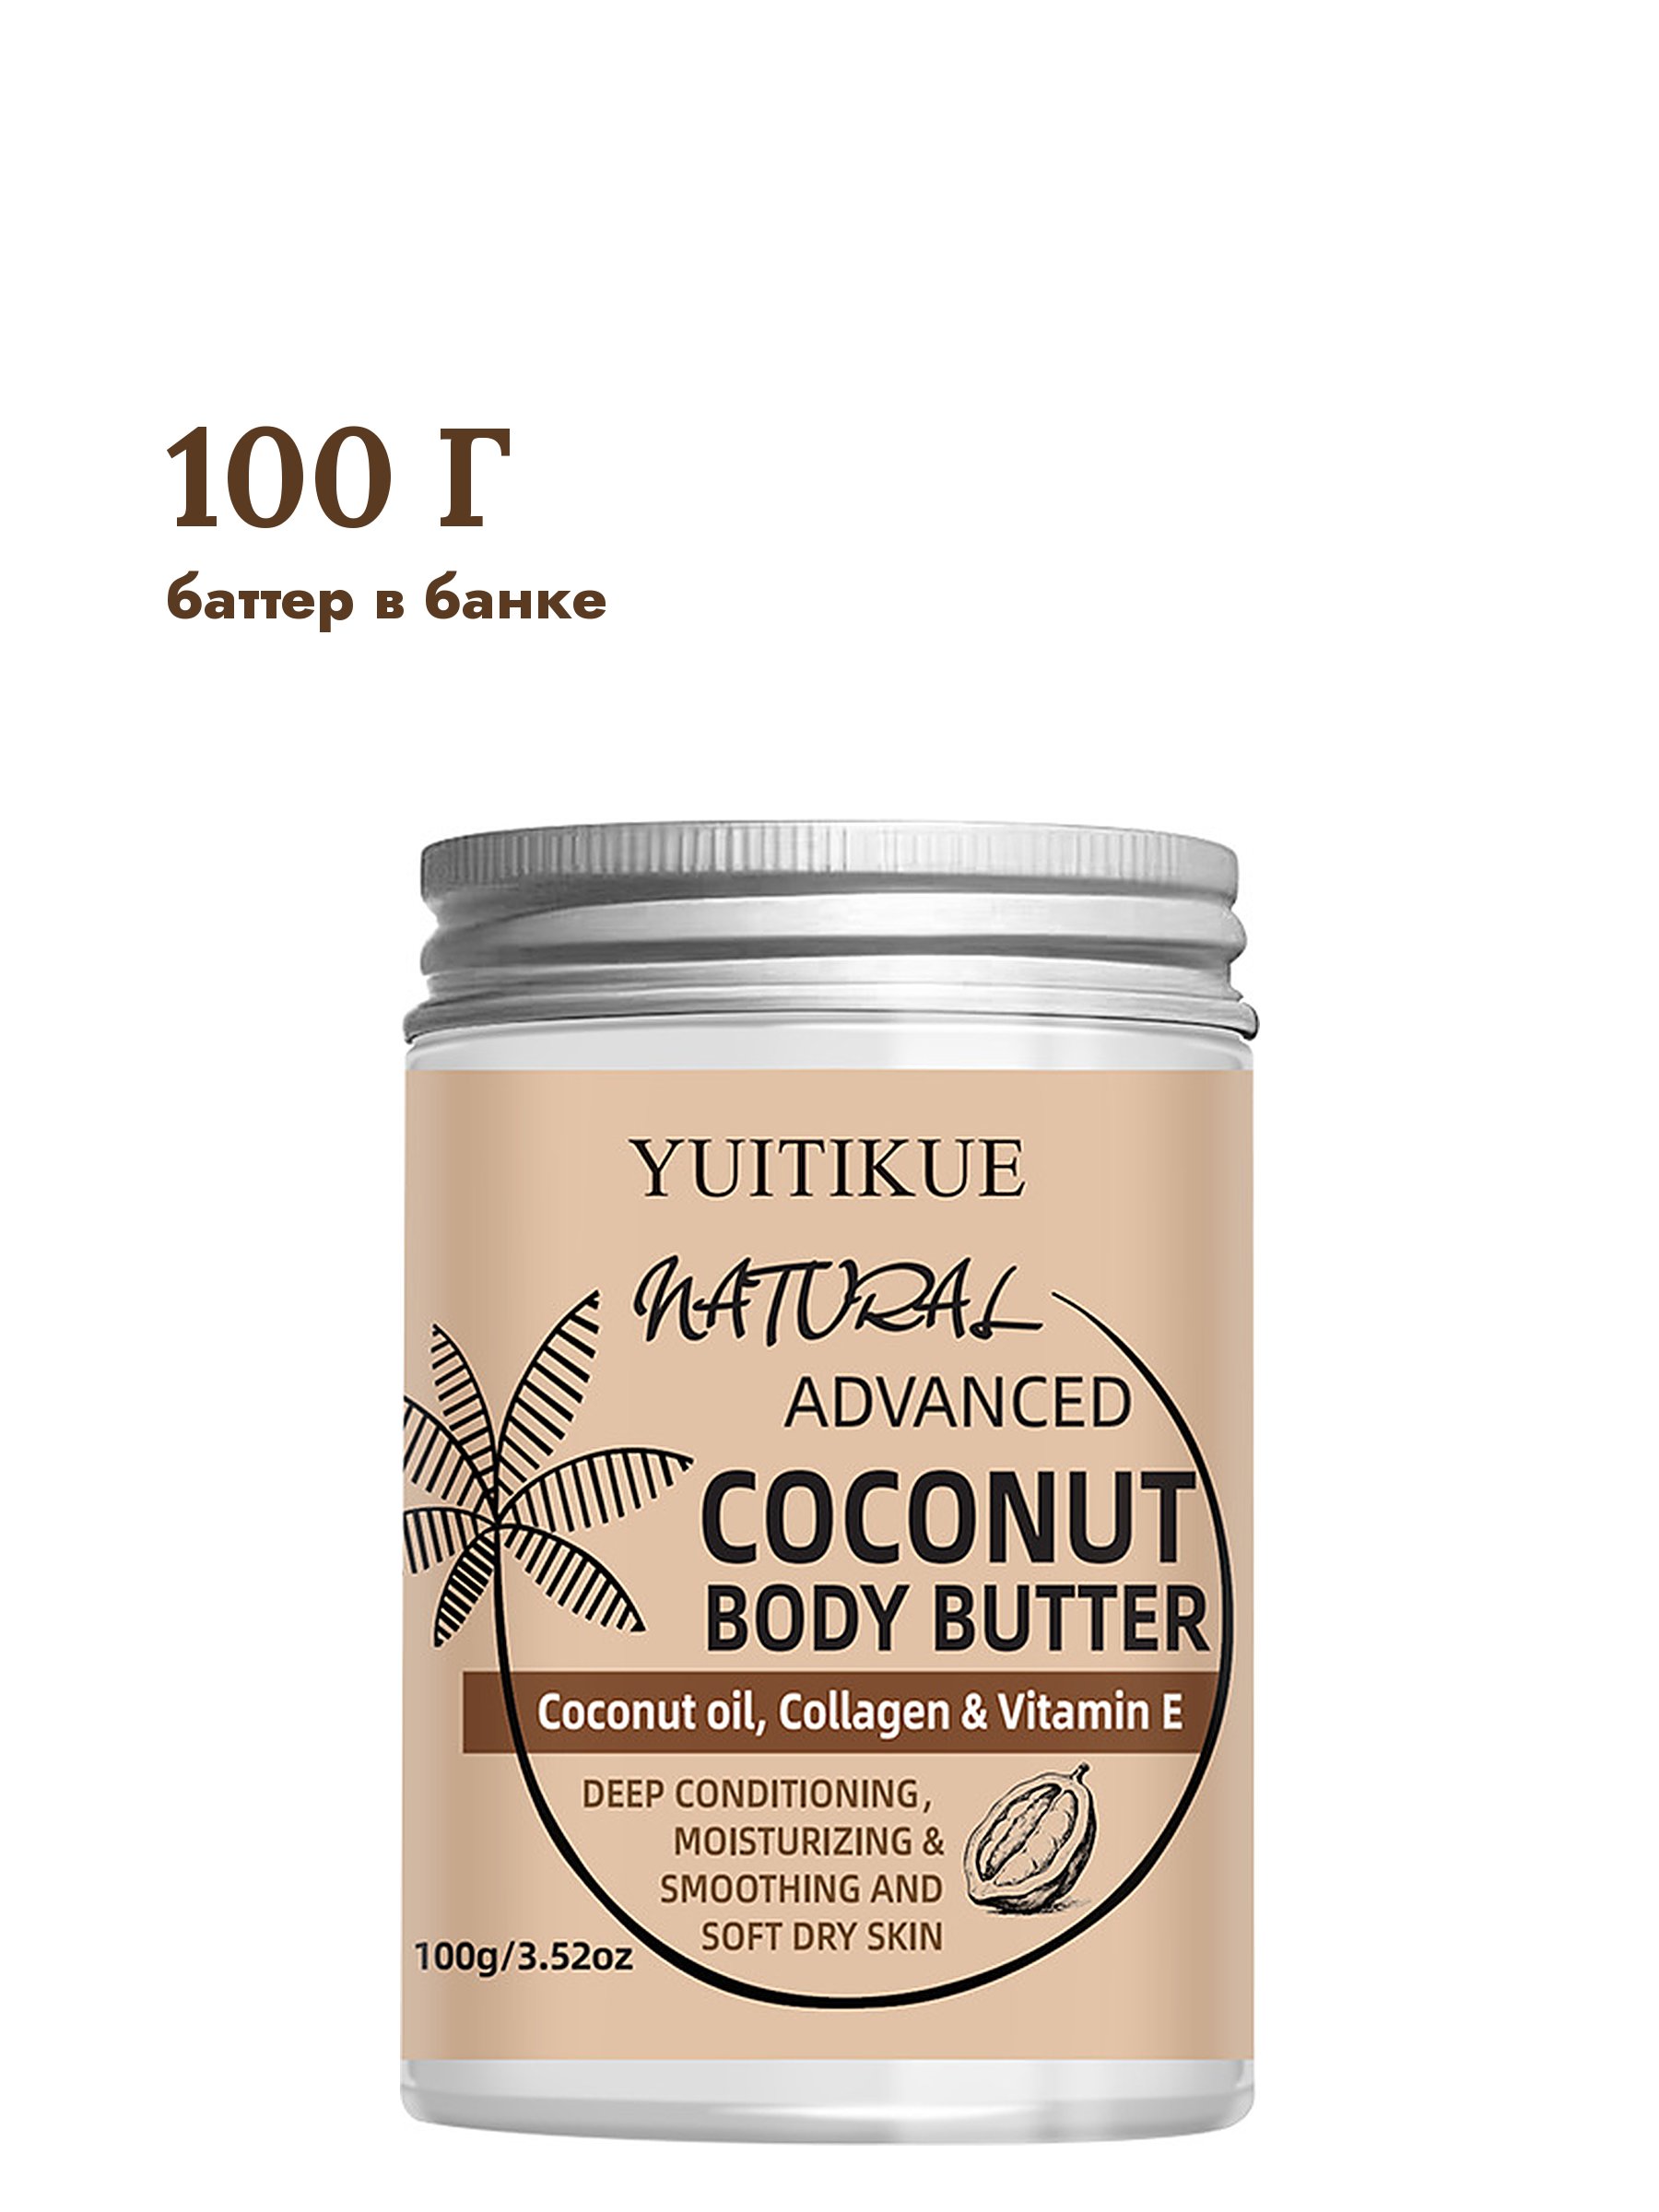 100 Г
баттер в банке
YUITIKUE
NATURAL
ADVANCED
COCONUT
BODY BUTTER
Coconut oil, Collagen & Vitamin E
DEEP CONDITIONING,
MOISTURIZING &
SMOOTHING AND
SOFT DRY SKIN
100g/3.52oz